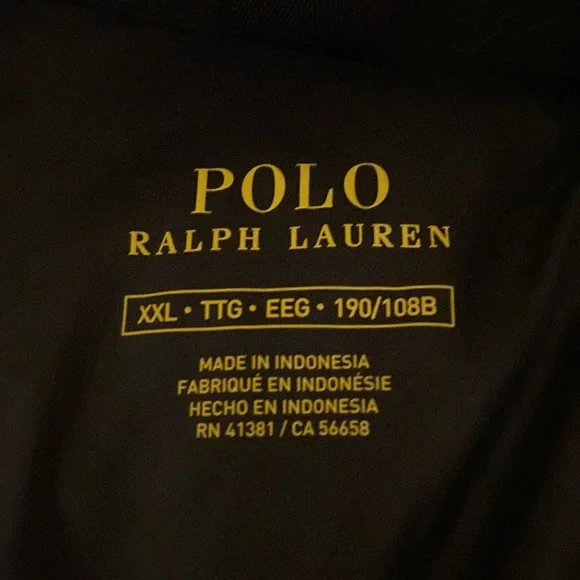 POLO
RALPH LAUREN
XXL • TTG • EEG • 190/108B
MADE IN INDONESIA
FABRIQUÉ EN INDONÉSIE
HECHO EN INDONESIA
RN 41381 / CA 56658